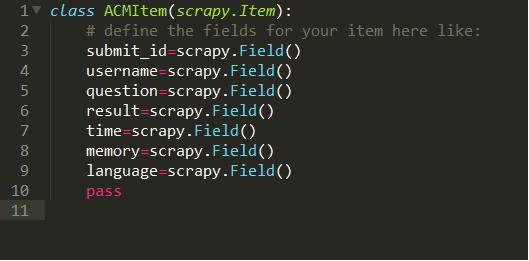 1 class ACMItem(scrapy.Item):
2     # define the fields for your item here like:
3     submit_id=scrapy.Field()
4     username=scrapy.Field()
5     question=scrapy.Field()
6     result=scrapy.Field()
7     time=scrapy.Field()
8     memory=scrapy.Field()
9     language=scrapy.Field()
10     pass
11